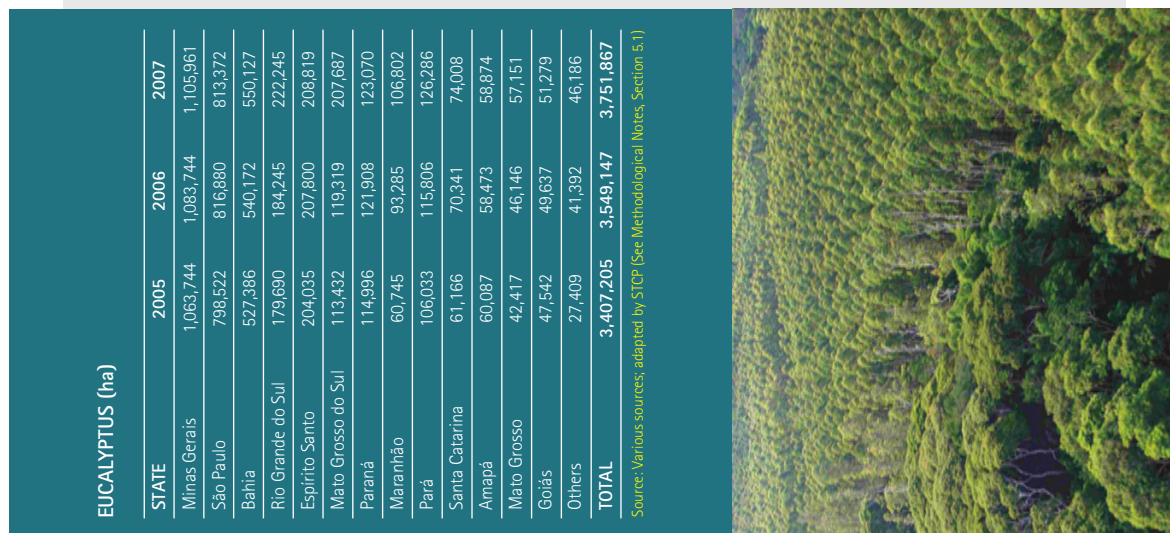 EUCALYPTUS (ha)
STATE 2005 2006 2007
Minas Gerais 1,063,744 1,083,744 1,105,961
São Paulo 798,522 816,880 813,372
Bahia 527,386 540,172 550,127
Rio Grande do Sul 179,690 184,245 222,245
Espírito Santo 204,035 207,800 208,819
Mato Grosso do Sul 113,432 119,319 207,687
Paraná 114,996 121,908 123,070
Maranhão 60,745 93,285 106,802
Pará 106,033 115,806 126,286
Santa Catarina 61,166 70,341 74,008
Amapá 60,087 58,473 58,874
Mato Grosso 42,417 46,146 57,151
Goiás 47,542 49,637 51,279
Others 27,409 41,392 46,186
TOTAL 3,407,205 3,549,147 3,751,867
Source: Various sources; adapted by STCP (See Methodological Notes, Section 5.1)